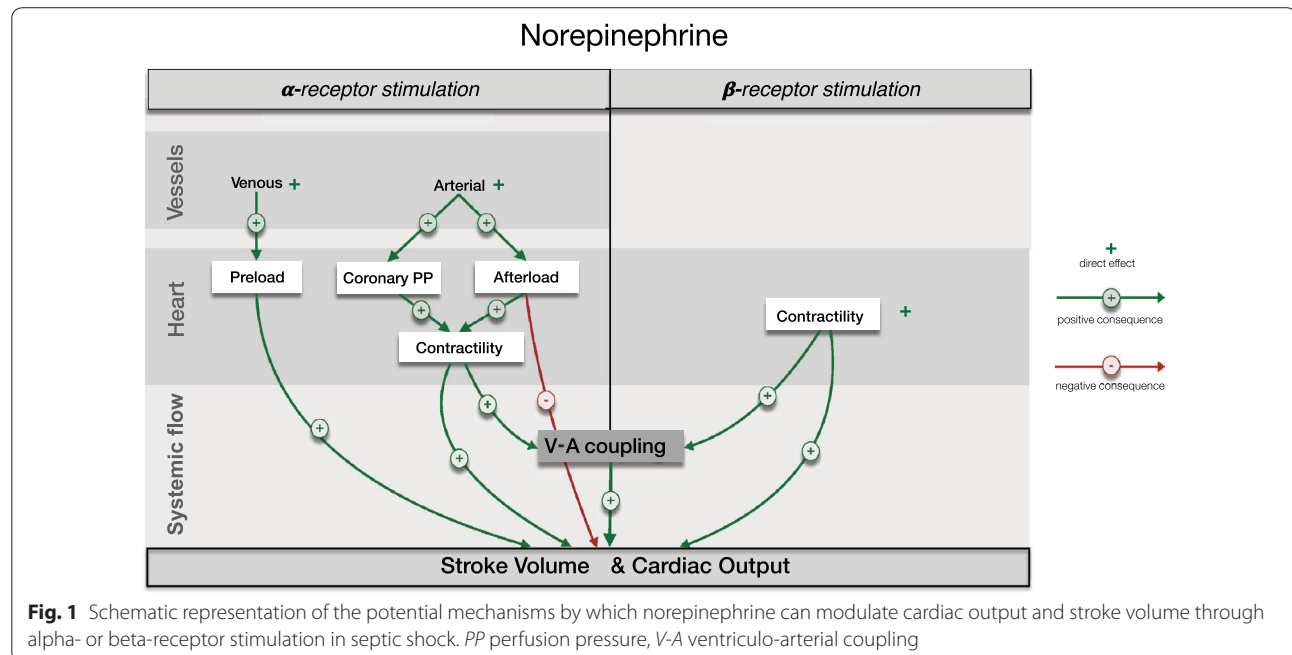 Norepinephrine
α-receptor stimulation
β-receptor stimulation
Vessels
Venous +
Arterial +
+
+
+
Heart
Preload
Coronary PP
Afterload
+
+
Contractility
Contractility +
Systemic flow
-
+
+
+
V-A coupling
+
+
+
Stroke Volume & Cardiac Output
+
direct effect
+
positive consequence
-
negative consequence
Fig. 1 Schematic representation of the potential mechanisms by which norepinephrine can modulate cardiac output and stroke volume through
alpha- or beta-receptor stimulation in septic shock. PP perfusion pressure, V-A ventriculo-arterial coupling